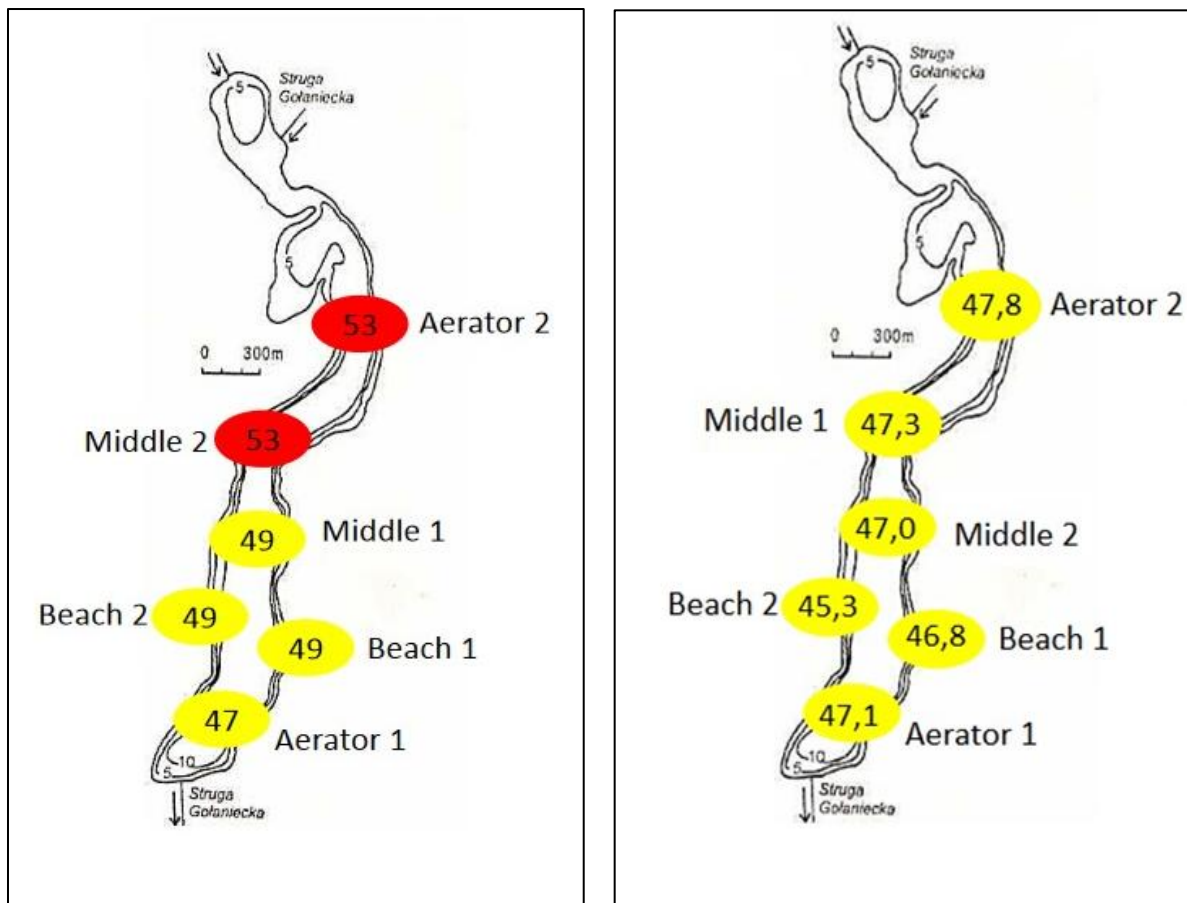 5
Struga
Gołaniecka
5
53
Aerator 2
0 300m
Middle 2
53
49
Middle 1
Beach 2
49
49
Beach 1
47
Aerator 1
10
5
Struga
Gołaniecka
5
Struga
Gołaniecka
5
47,8
Aerator 2
0 300m
Middle 1
47,3
47,0
Middle 2
Beach 2
45,3
46,8
Beach 1
47,1
Aerator 1
10
5
Struga
Gołaniecka